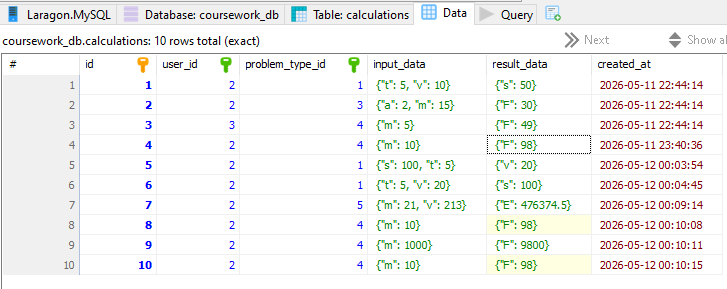 Laragon.MySQL Database: coursework_db Table: calculations Data Query
coursework_db.calculations: 10 rows total (exact) Next Show al
# id user_id problem_type_id input_data result_data created_at
1 1 2 1 {"t": 5, "v": 10} {"s": 50} 2026-05-11 22:44:14
2 2 2 3 {"a": 2, "m": 15} {"F": 30} 2026-05-11 22:44:14
3 3 3 4 {"m": 5} {"F": 49} 2026-05-11 22:44:14
4 4 2 4 {"m": 10} {"F": 98} 2026-05-11 23:40:36
5 5 2 1 {"s": 100, "t": 5} {"v": 20} 2026-05-12 00:03:54
6 6 2 1 {"t": 5, "v": 20} {"s": 100} 2026-05-12 00:04:45
7 7 2 5 {"m": 21, "v": 213} {"E": 476374.5} 2026-05-12 00:09:14
8 8 2 4 {"m": 10} {"F": 98} 2026-05-12 00:10:08
9 9 2 4 {"m": 1000} {"F": 9800} 2026-05-12 00:10:11
10 10 2 4 {"m": 10} {"F": 98} 2026-05-12 00:10:15